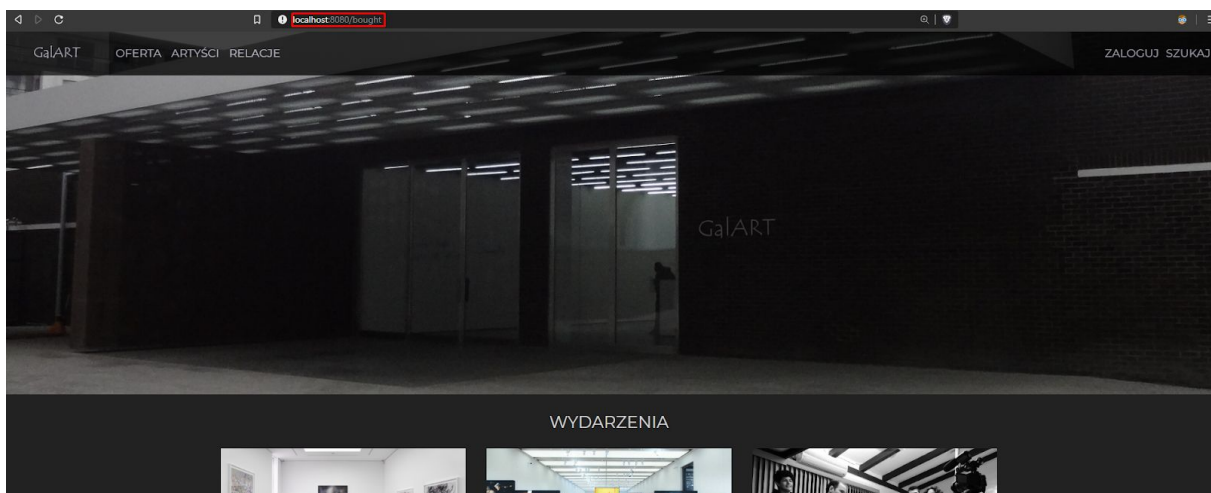 localhost:8080/bought
GalART OFERTA ARTYŚCI RELACJE ZALOGUJ SZUKAJ
GalART
WYDARZENIA